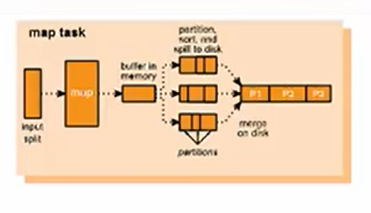 map task
partition,
sort, and
spill to disk
buffer in
memory
map
input
split
P1 P2 P3
merge
on disk
partitions